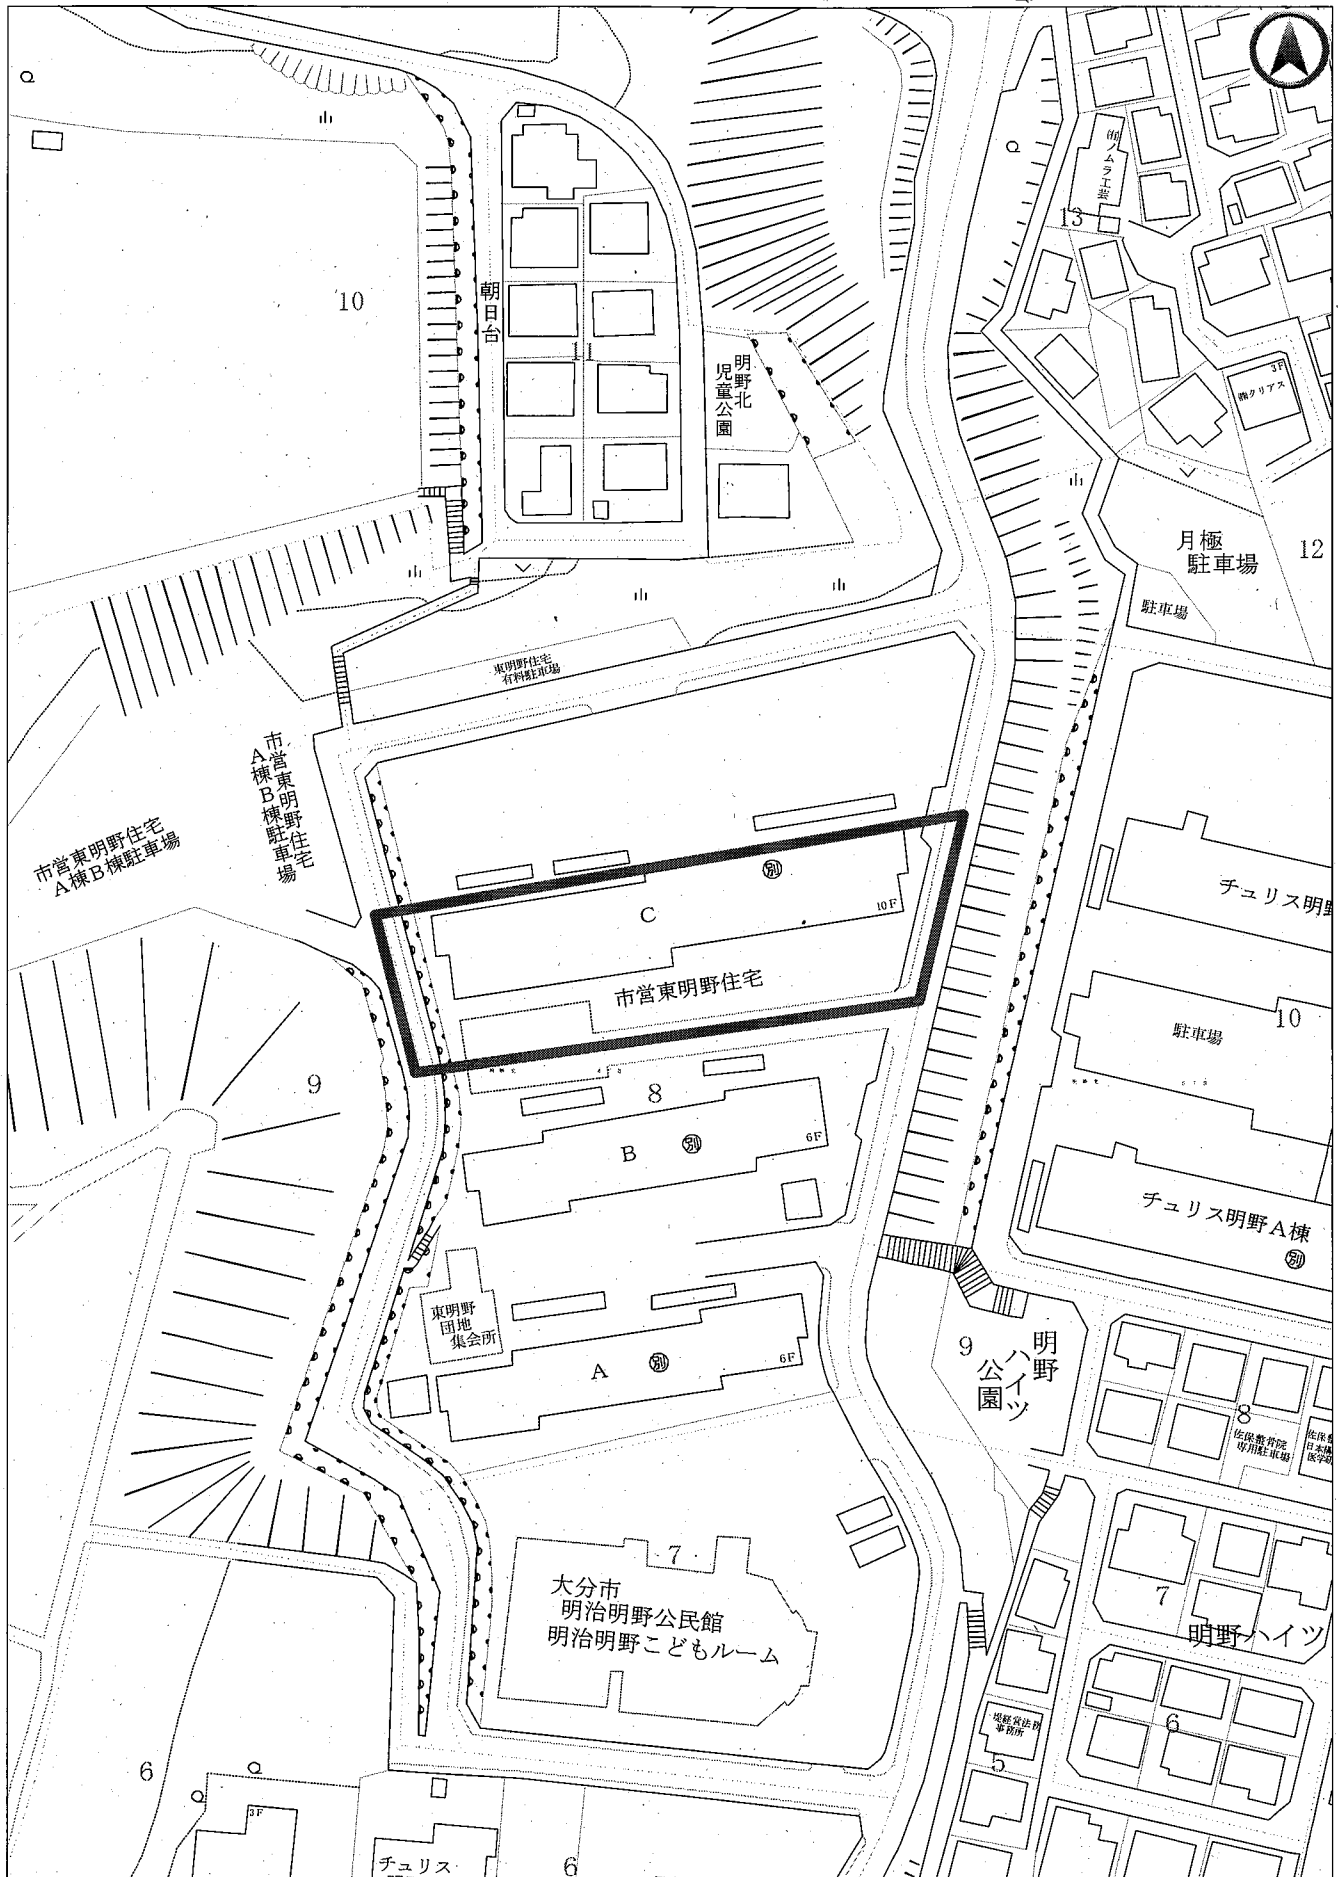 ㈲ノムラ工芸
13
10
朝日台
11
明野北
児童公園
3F
㈱クリアス
月極
駐車場
12
駐車場
東明野住宅
有料駐車場
市営東明野住宅
A棟B棟駐車場
市営東明野住宅
A棟B棟駐車場
別
C
10F
市営東明野住宅
チュリス明野
駐車場
10
9
8
B
別
6F
チュリス明野A棟
別
東明野
団地
集会所
A
別
6F
9
明野
ハイツ
公園
8
佐保整骨院
専用駐車場
7
大分市
明治明野公民館
明治明野こどもルーム
7
明野ハイツ
6
5
6
3F
チュリス
6